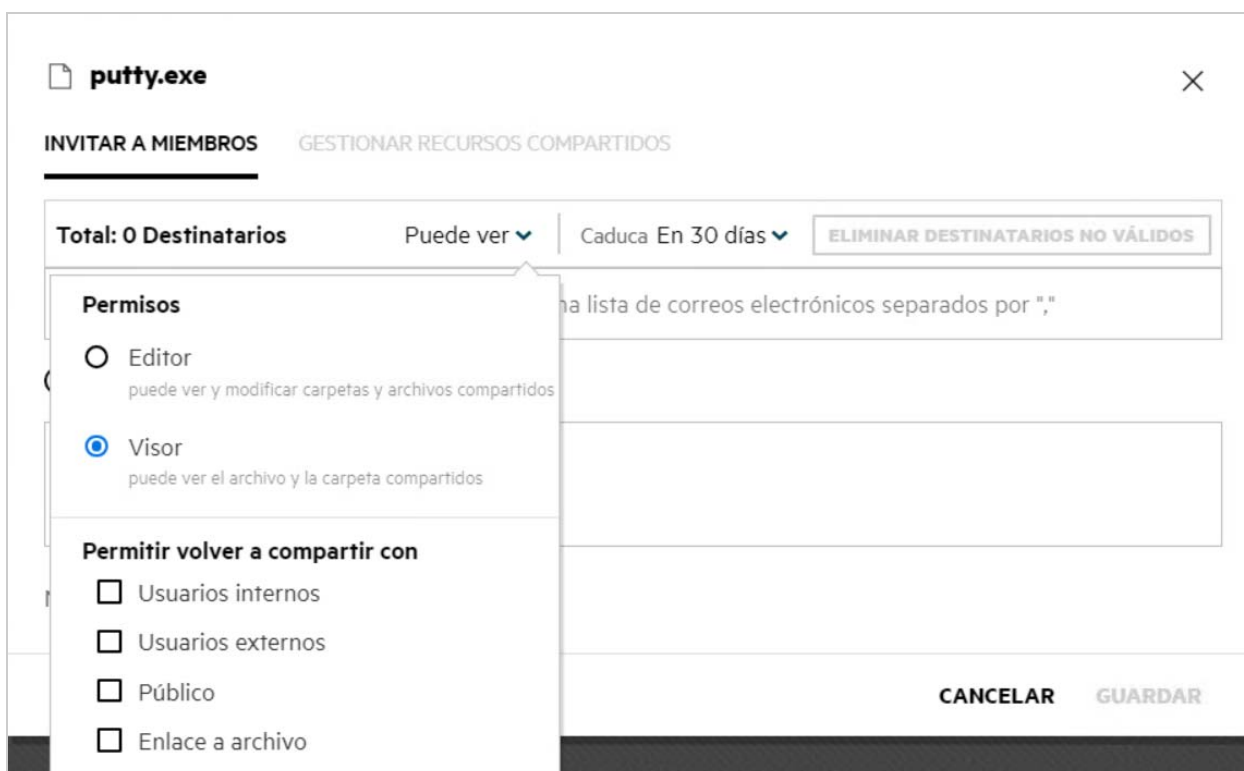 putty.exe
INVITAR A MIEMBROS GESTIONAR RECURSOS COMPARTIDOS
Total: 0 Destinatarios Puede ver Caduca En 30 días ELIMINAR DESTINATARIOS NO VÁLIDOS
lista de correos electrónicos separados por ","
Permisos
Editor
puede ver y modificar carpetas y archivos compartidos
Visor
puede ver el archivo y la carpeta compartidos
Permitir volver a compartir con
Usuarios internos
Usuarios externos
Público
Enlace a archivo
CANCELAR GUARDAR